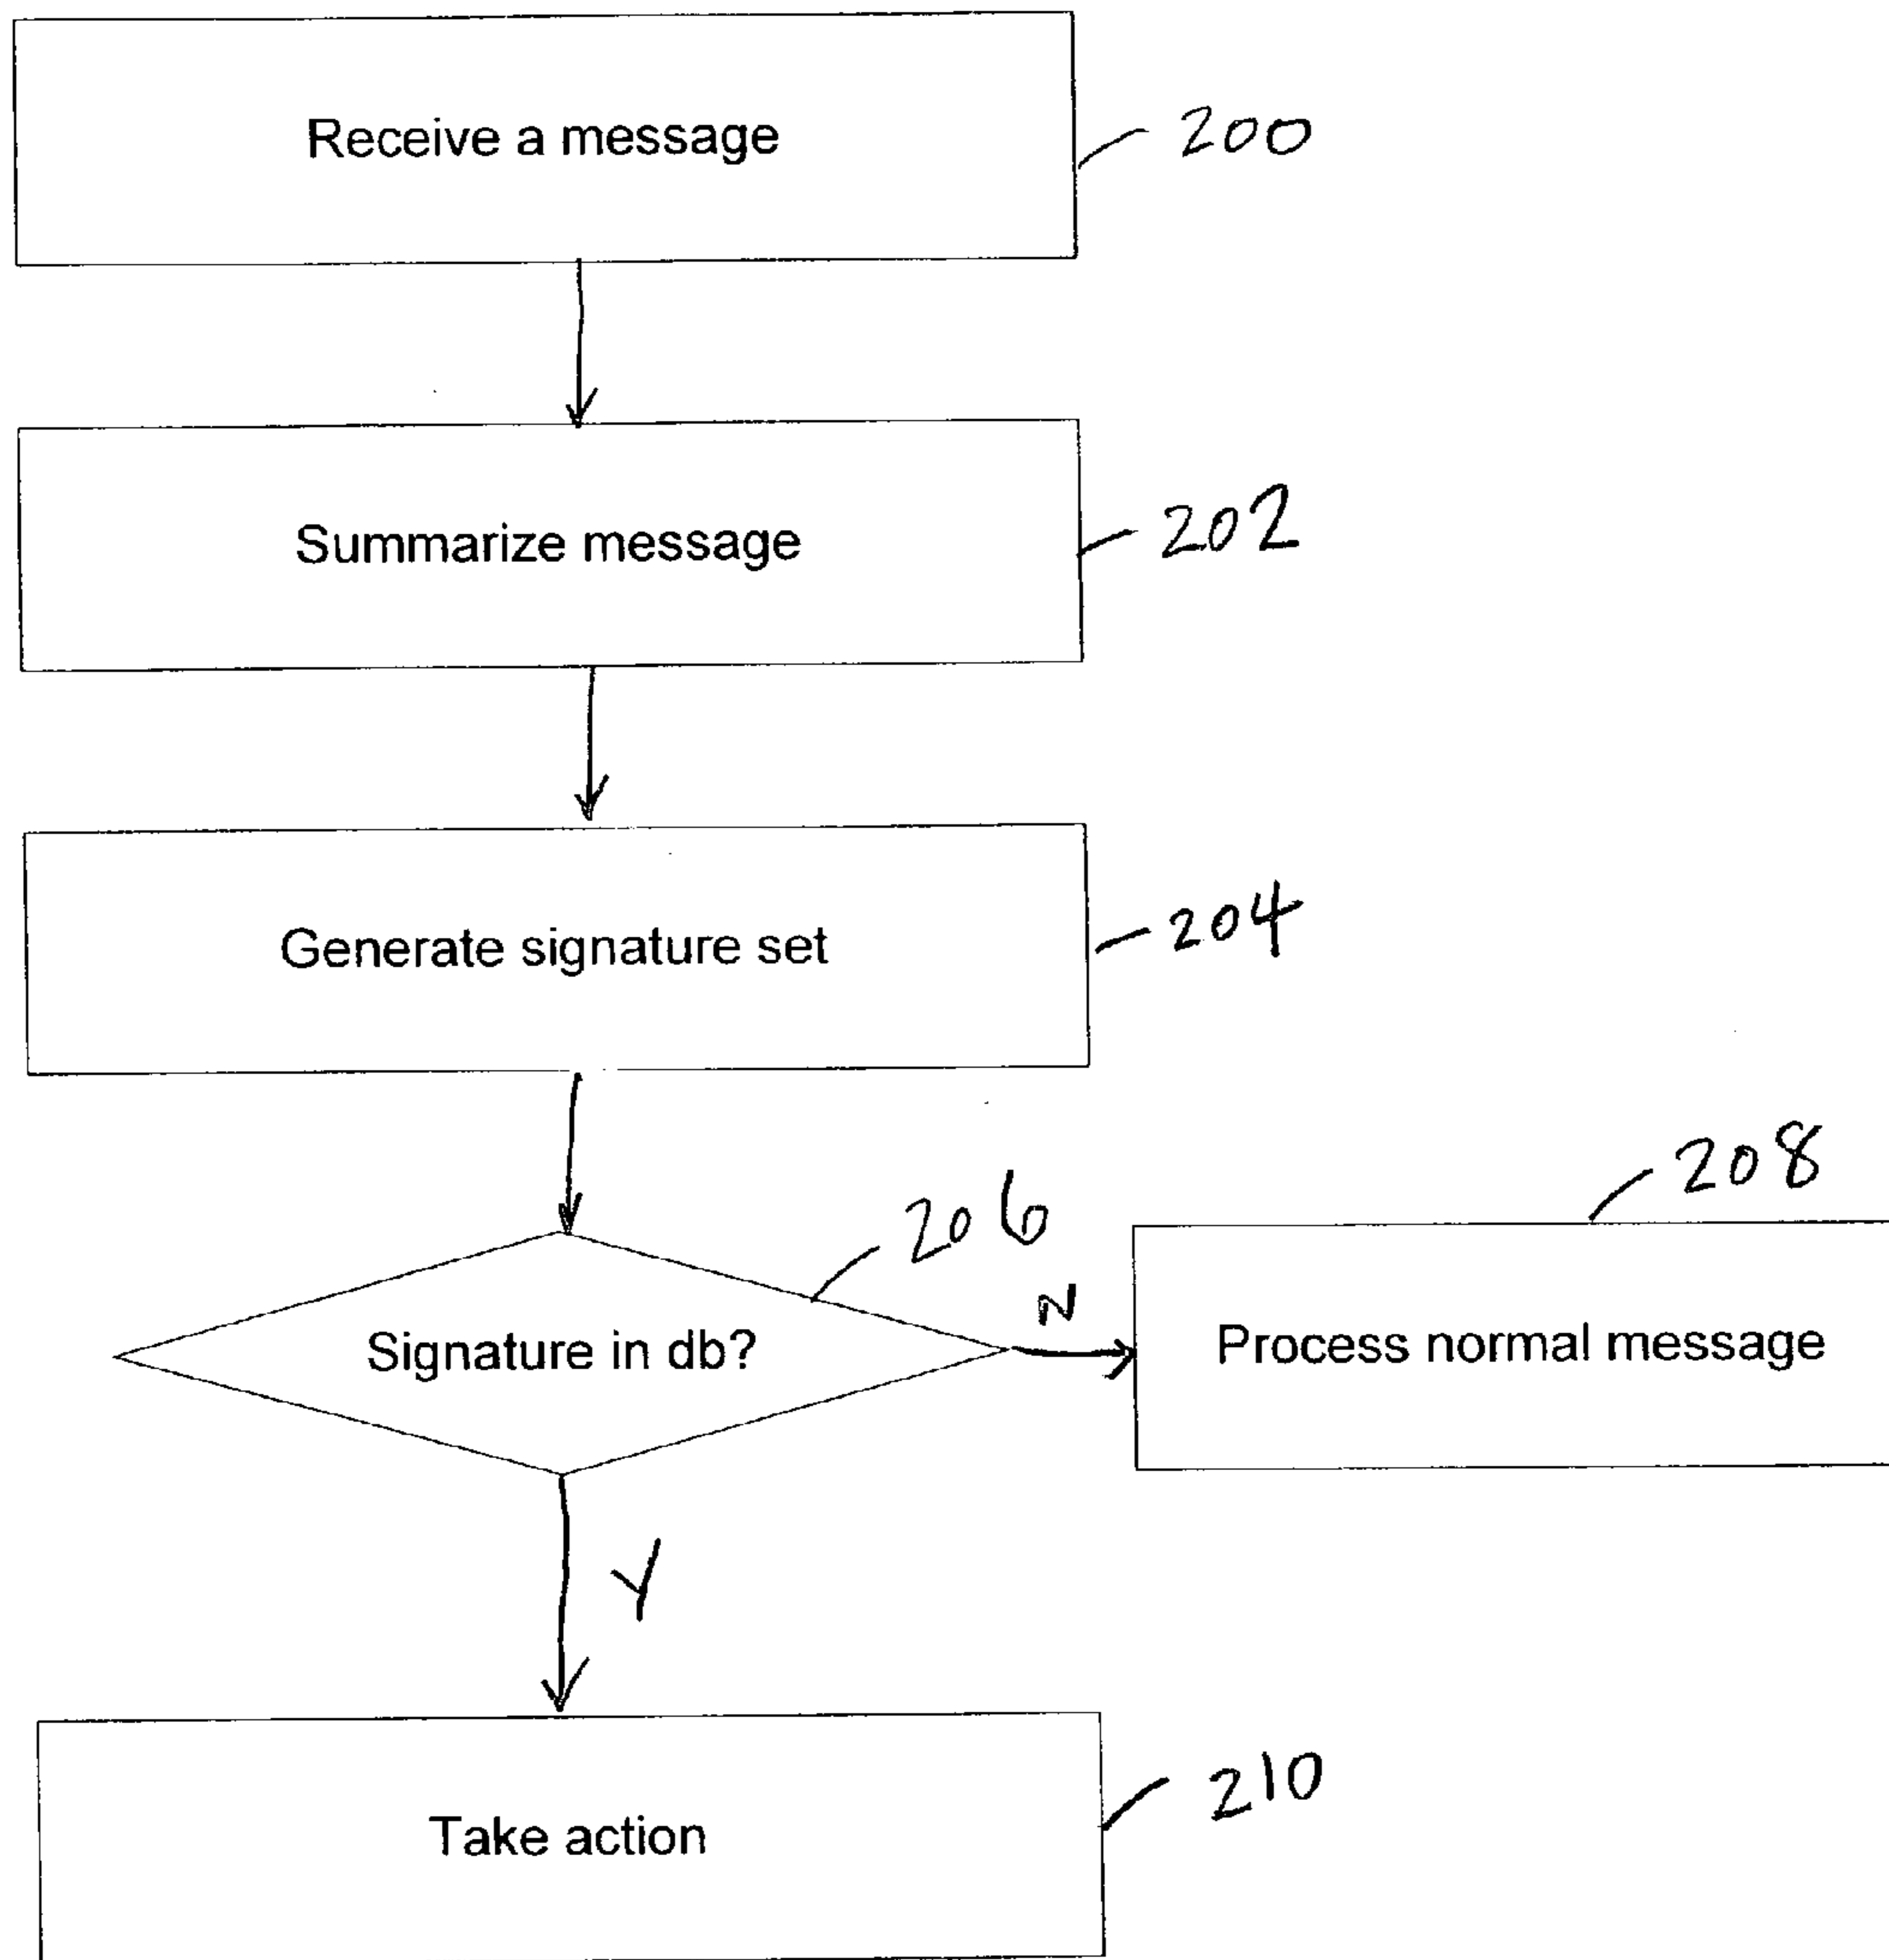 Receive a message
200
Summarize message
202
Generate signature set
204
206
208
Signature in db?
N
Process normal message
Y
Take action
210